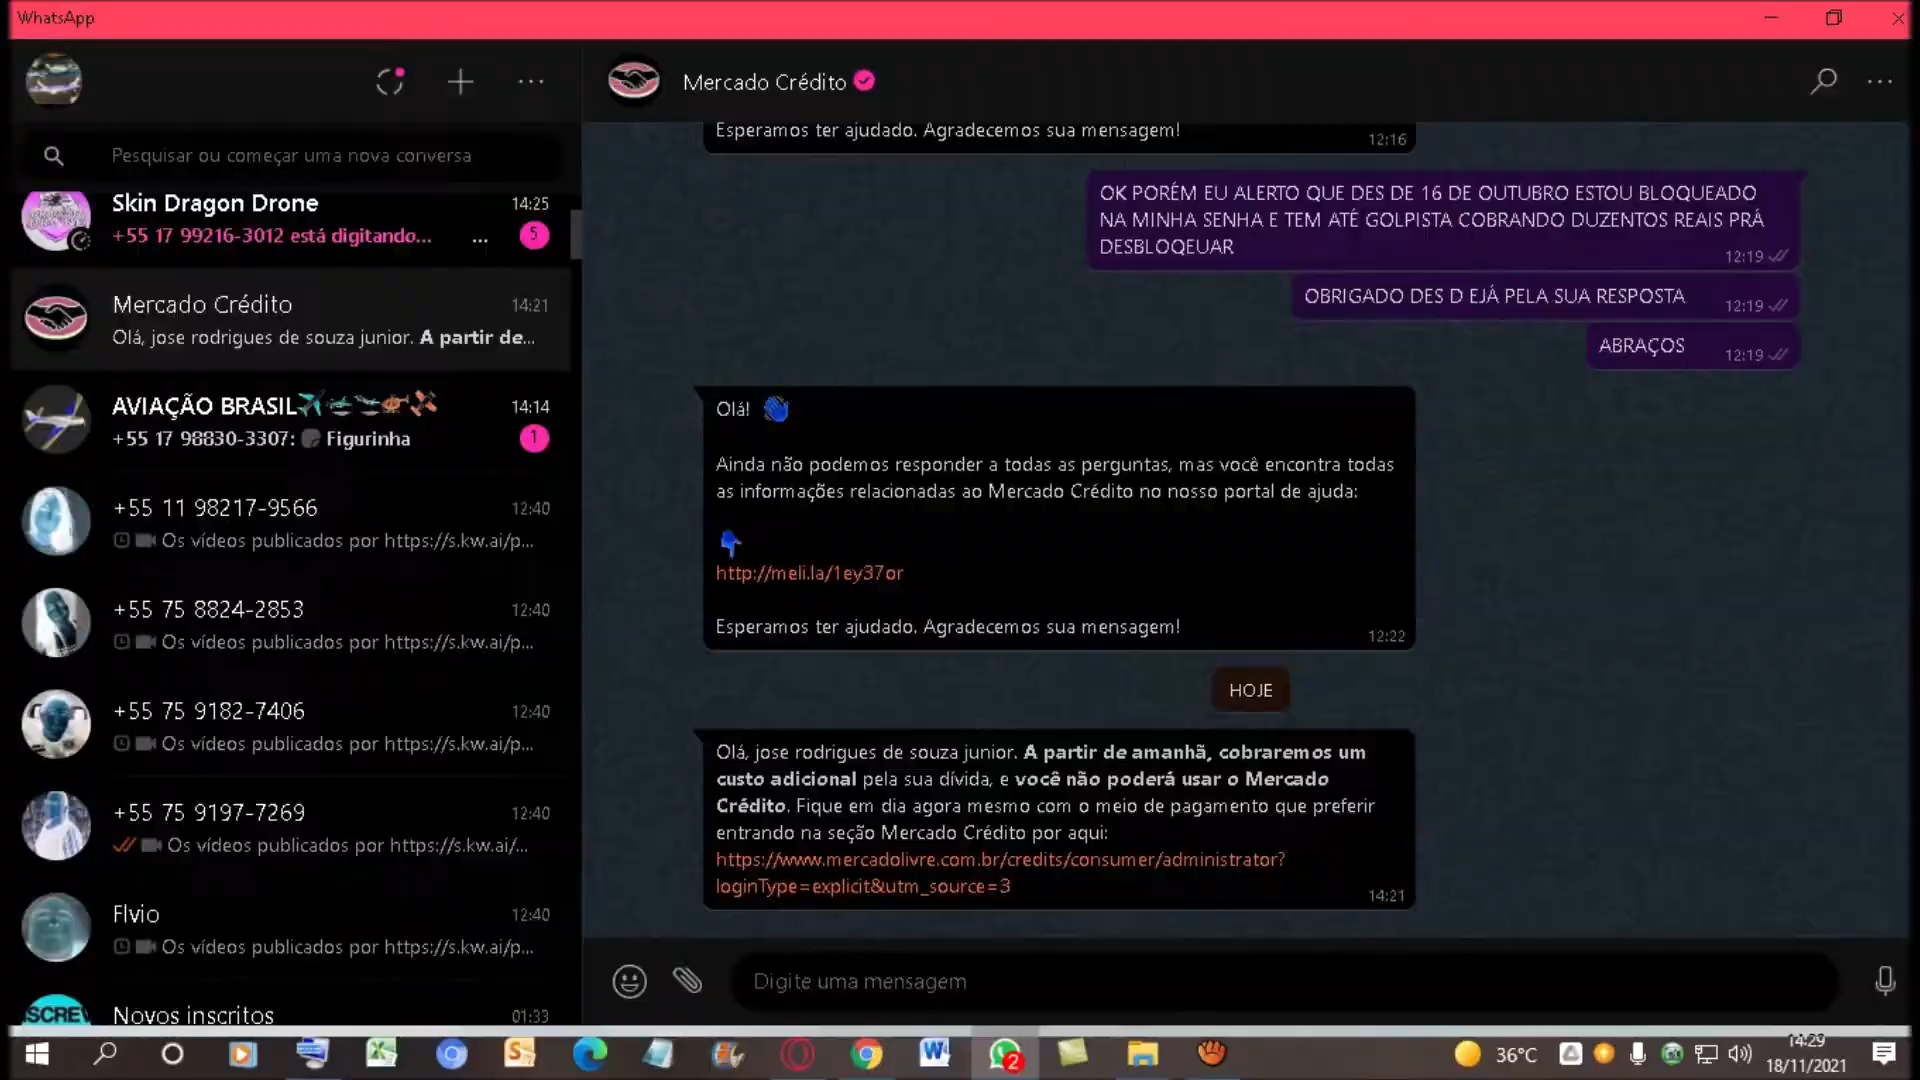 WhatsApp
Mercado Crédito
Pesquisar ou começar uma nova conversa
Skin Dragon Drone 14:25
+55 17 99216-3012 está digitando... ... 5
Mercado Crédito 14:21
Olá, jose rodrigues de souza junior. A partir de...
AVIAÇÃO BRASIL 14:14
+55 17 98830-3307: Figurinha 1
+55 11 98217-9566 12:40
Os vídeos publicados por https://s.kw.ai/p...
+55 75 8824-2853 12:40
Os vídeos publicados por https://s.kw.ai/p...
+55 75 9182-7406 12:40
Os vídeos publicados por https://s.kw.ai/p...
+55 75 9197-7269 12:40
Os vídeos publicados por https://s.kw.ai/...
Flvio 12:40
Os vídeos publicados por https://s.kw.ai/p...
SCREV
Novos inscritos 01:33
Esperamos ter ajudado. Agradecemos sua mensagem!
12:16
OK PORÉM EU ALERTO QUE DES DE 16 DE OUTUBRO ESTOU BLOQUEADO
NA MINHA SENHA E TEM ATÉ GOLPISTA COBRANDO DUZENTOS REAIS PRÁ
DESBLOQEUAR
12:19
OBRIGADO DES D EJÁ PELA SUA RESPOSTA 12:19
ABRAÇOS 12:19
Olá!
Ainda não podemos responder a todas as perguntas, mas você encontra todas
as informações relacionadas ao Mercado Crédito no nosso portal de ajuda:
http://meli.la/1ey37or
Esperamos ter ajudado. Agradecemos sua mensagem!
12:22
HOJE
Olá, jose rodrigues de souza junior. A partir de amanhã, cobraremos um
custo adicional pela sua dívida, e você não poderá usar o Mercado
Crédito. Fique em dia agora mesmo com o meio de pagamento que preferir
entrando na seção Mercado Crédito por aqui:
https://www.mercadolivre.com.br/credits/consumer/administrator?
loginType=explicit&utm_source=3
14:21
Digite uma mensagem
2
36°C
14:29
18/11/2021